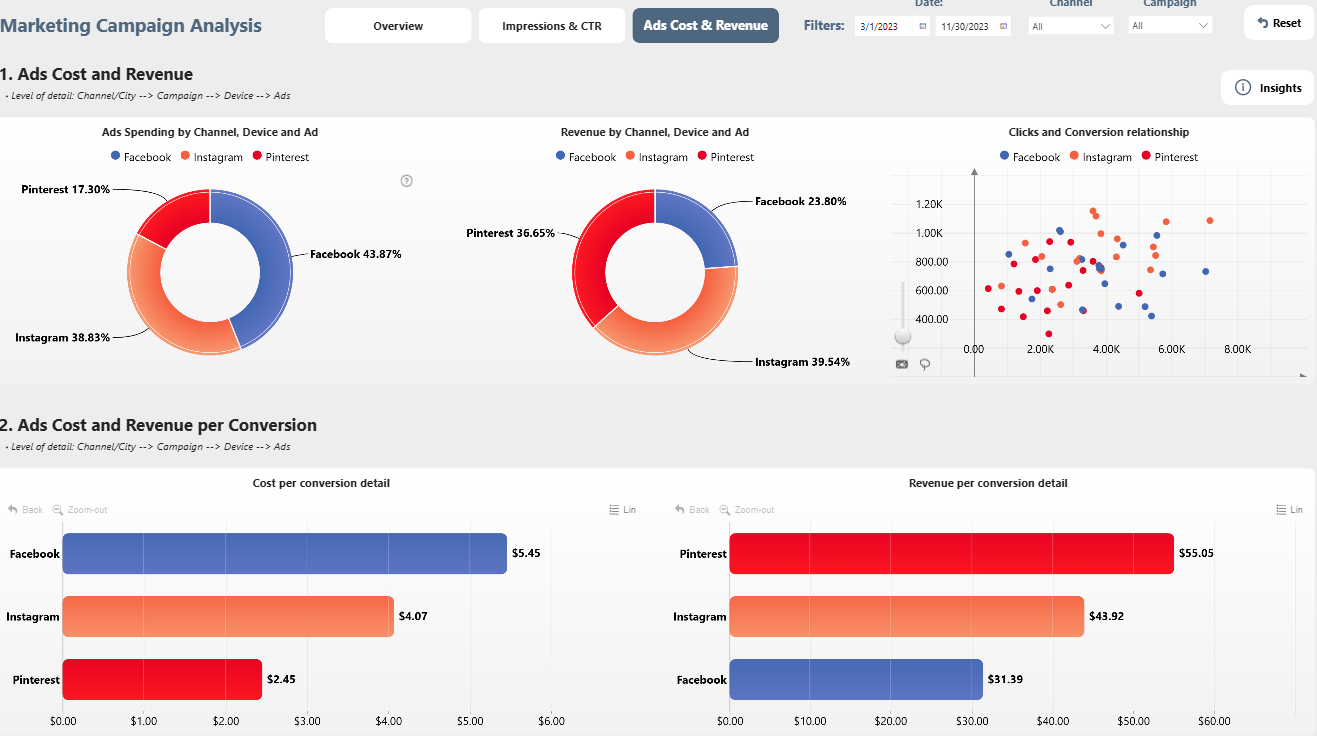 Date:
Channel
Campaign
Marketing Campaign Analysis
Overview
Impressions & CTR
Ads Cost & Revenue
Filters:
3/1/2023
11/30/2023
All
All
Reset
1. Ads Cost and Revenue
• Level of detail: Channel/City --> Campaign --> Device --> Ads
Insights
Ads Spending by Channel, Device and Ad
Facebook Instagram Pinterest
Pinterest 17.30%
?
Facebook 43.87%
Instagram 38.83%
Revenue by Channel, Device and Ad
Facebook Instagram Pinterest
Facebook 23.80%
Pinterest 36.65%
Instagram 39.54%
Clicks and Conversion relationship
Facebook Instagram Pinterest
1.20K
1.00K
800.00
600.00
400.00
0.00 2.00K 4.00K 6.00K 8.00K
2. Ads Cost and Revenue per Conversion
• Level of detail: Channel/City --> Campaign --> Device --> Ads
Cost per conversion detail
Back Zoom-out Lin
Facebook $5.45
Instagram $4.07
Pinterest $2.45
$0.00 $1.00 $2.00 $3.00 $4.00 $5.00 $6.00
Revenue per conversion detail
Back Zoom-out Lin
Pinterest $55.05
Instagram $43.92
Facebook $31.39
$0.00 $10.00 $20.00 $30.00 $40.00 $50.00 $60.00